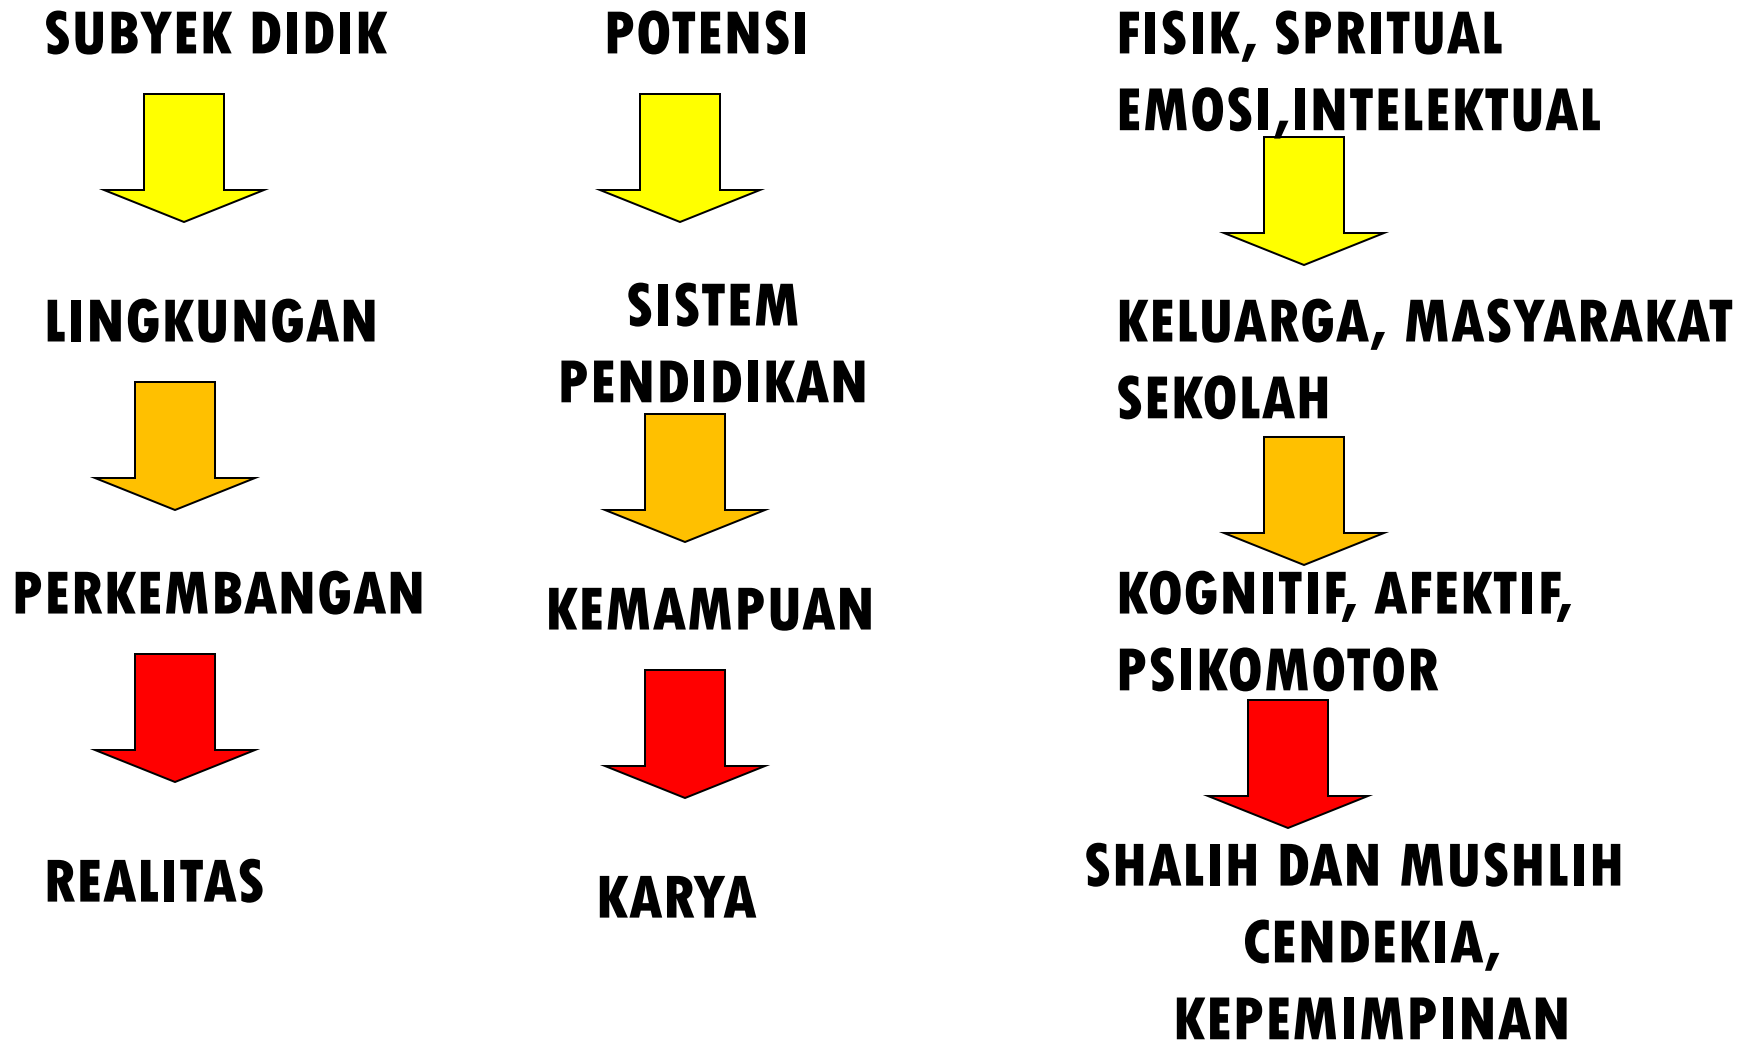 SUBYEK DIDIK
LINGKUNGAN
PERKEMBANGAN
REALITAS
POTENSI
SISTEM
PENDIDIKAN
KEMAMPUAN
KARYA
FISIK, SPRITUAL
EMOSI,INTELEKTUAL
KELUARGA, MASYARAKAT
SEKOLAH
KOGNITIF, AFEKTIF,
PSIKOMOTOR
SHALIH DAN MUSHLIH
CENDEKIA,
KEPEMIMPINAN